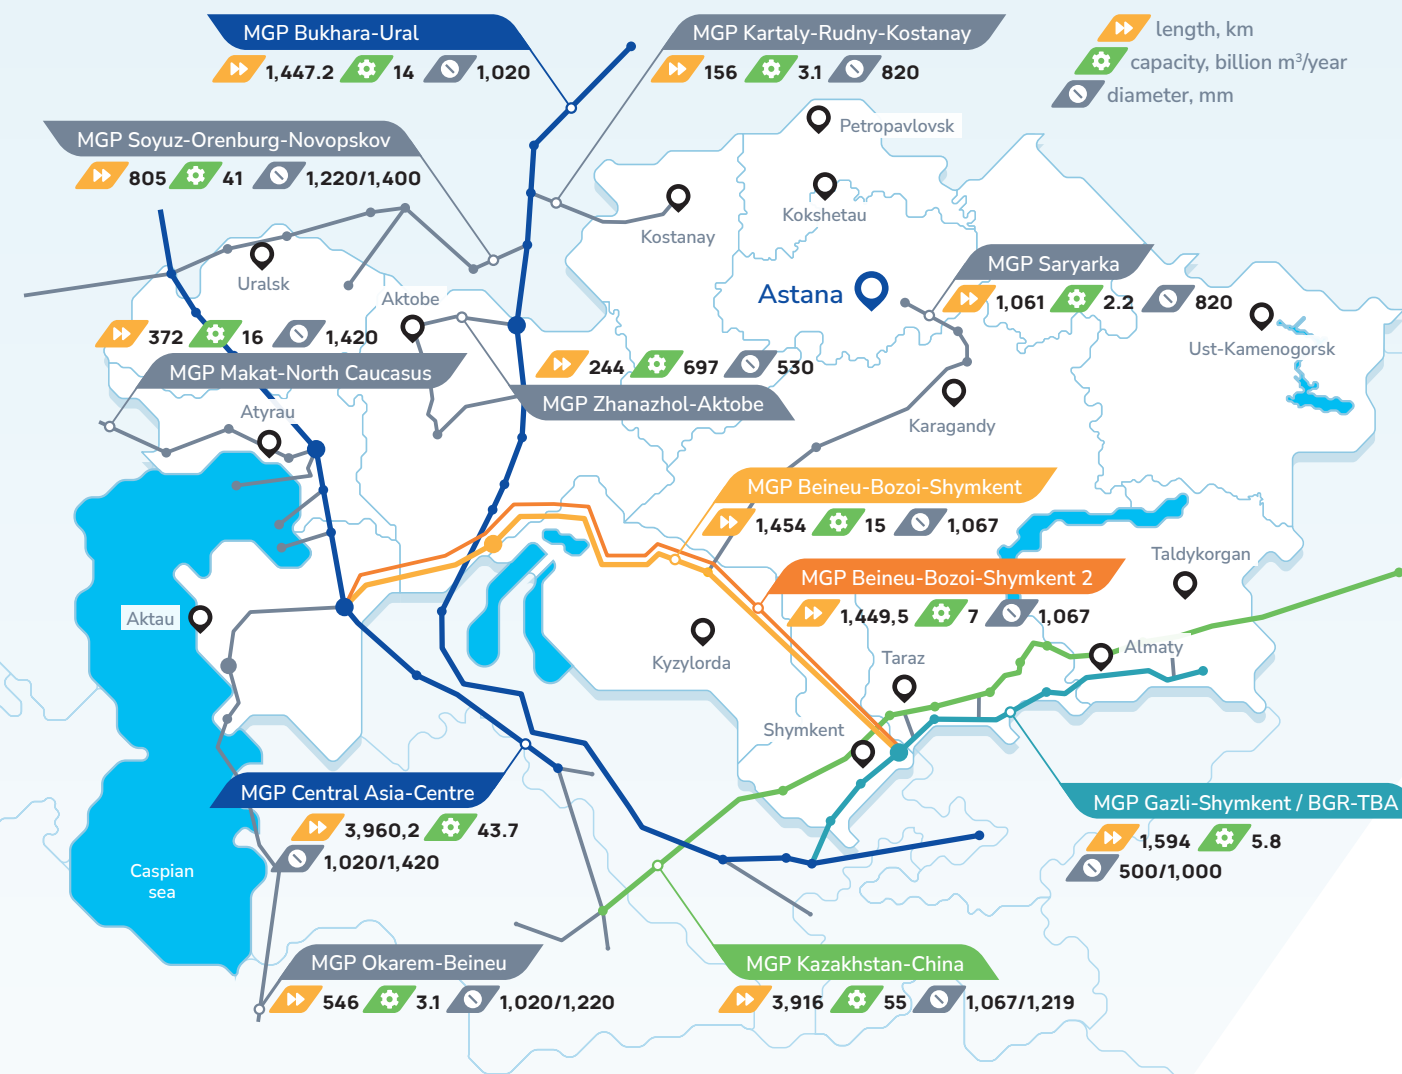 MGP Bukhara-Ural
1,447.2 14 1,020
MGP Kartaly-Rudny-Kostanay
156 3.1 820
length, km
capacity, billion m³/year
diameter, mm
MGP Soyuz-Orenburg-Novopskov
805 41 1,220/1,400
Petropavlovsk
Kokshetau
Kostanay
Uralsk
Astana
MGP Saryarka
1,061 2.2 820
Aktobe
372 16 1,420
MGP Makat-North Caucasus
Ust-Kamenogorsk
244 697 530
MGP Zhanazhol-Aktobe
Atyrau
Karagandy
MGP Beineu-Bozoi-Shymkent
1,454 15 1,067
Taldykorgan
MGP Beineu-Bozoi-Shymkent 2
1,449,5 7 1,067
Aktau
Kyzylorda
Taraz
Almaty
Shymkent
MGP Central Asia-Centre
3,960,2 43.7
1,020/1,420
MGP Gazli-Shymkent / BGR-TBA
1,594 5.8
500/1,000
Caspian
sea
MGP Okarem-Beineu
546 3.1 1,020/1,220
MGP Kazakhstan-China
3,916 55 1,067/1,219